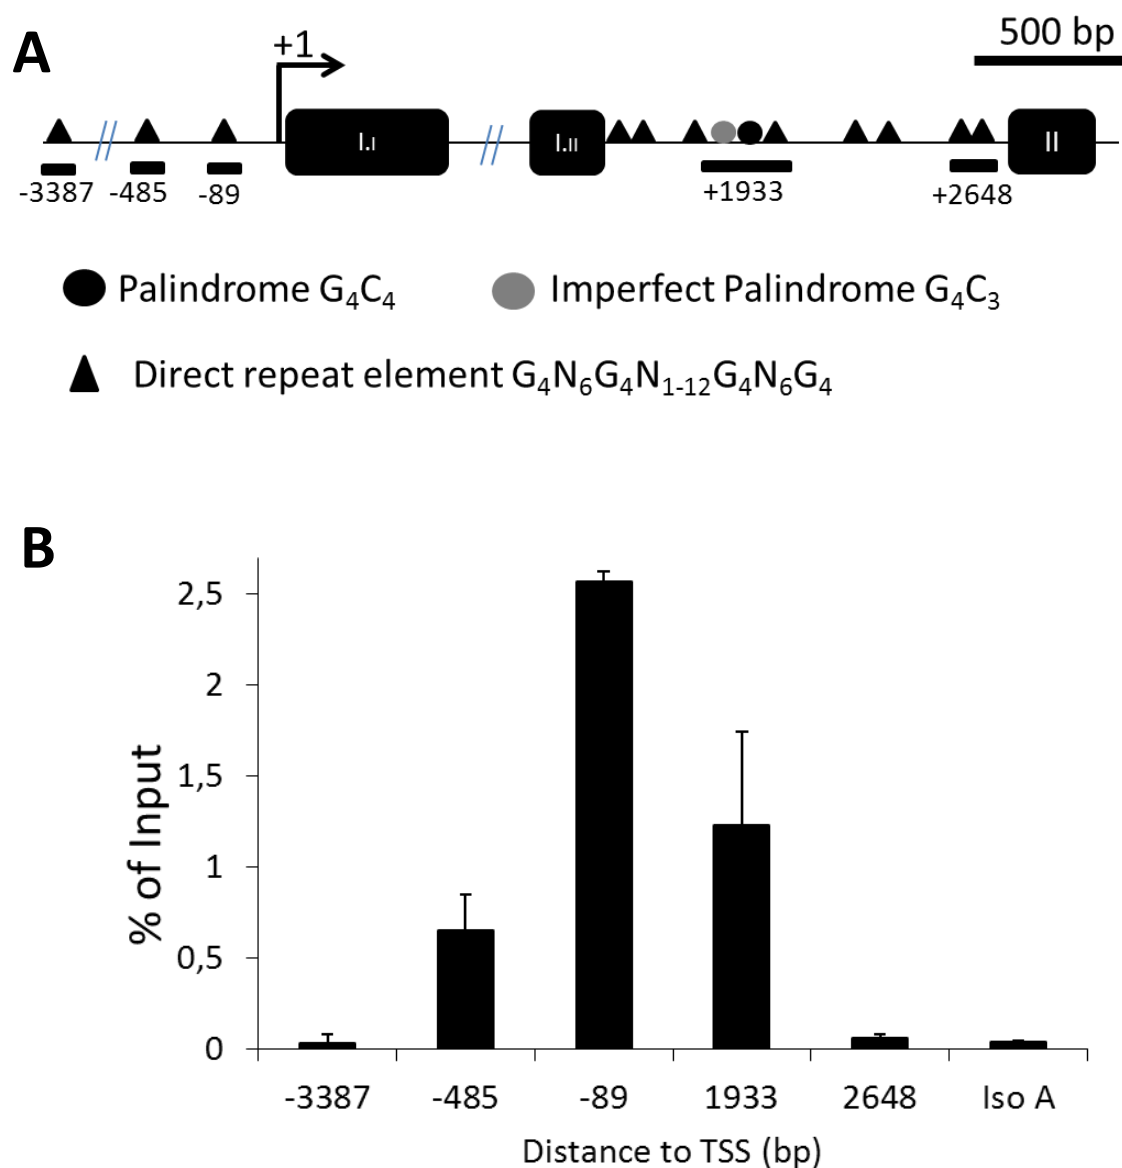 A
+1
500 bp
I.I
I.II
II
-3387
-485
-89
+1933
+2648
Palindrome G₄C₄
Imperfect Palindrome G₄C₃
Direct repeat element G₄N₆G₄N₁₋₁₂G₄N₆G₄
B
% of Input
2,5
2
1,5
1
0,5
0
-3387 -485 -89 1933 2648 Iso A
Distance to TSS (bp)